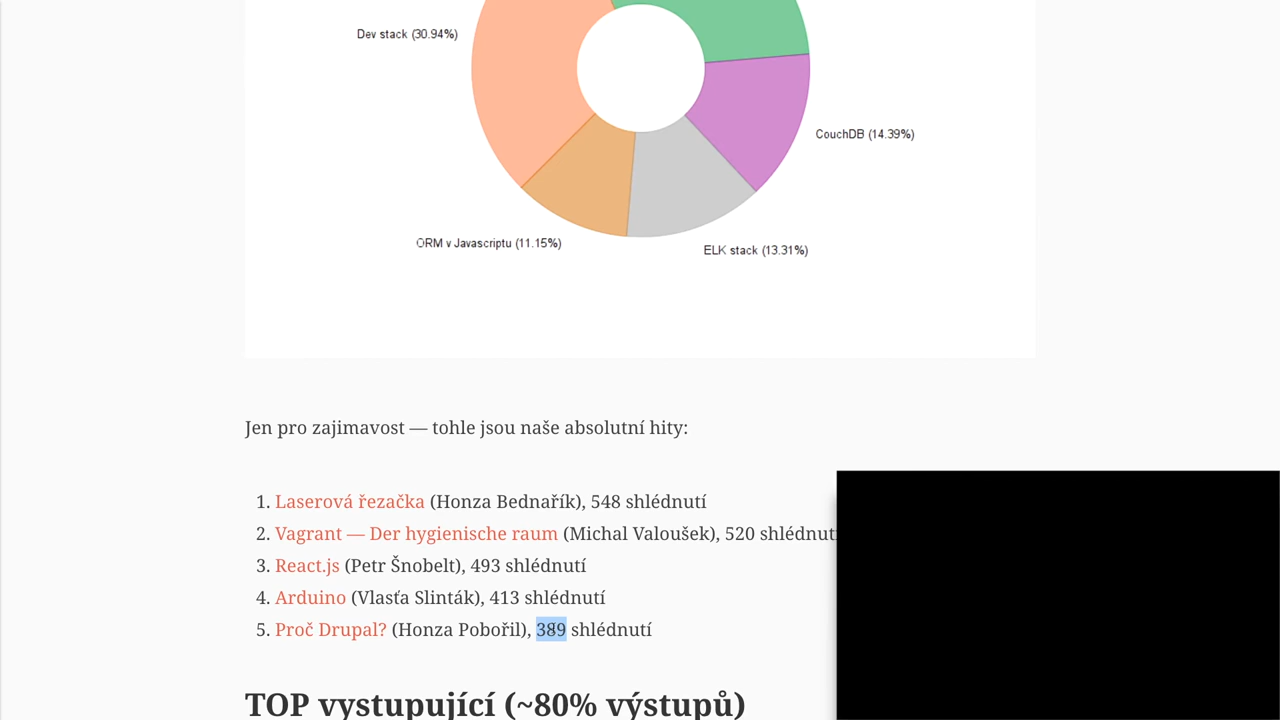 Dev stack (30.94%)
CouchDB (14.39%)
ORM v Javascriptu (11.15%)
ELK stack (13.31%)
Jen pro zajimavost — tohle jsou naše absolutní hity:
1. Laserová řezačka (Honza Bednařík), 548 shlédnutí
2. Vagrant — Der hygienische raum (Michal Valoušek), 520 shlédnutí
3. React.js (Petr Šnobelt), 493 shlédnutí
4. Arduino (Vlasťa Slinták), 413 shlédnutí
5. Proč Drupal? (Honza Pobořil), 389 shlédnutí
TOP vystupující (~80% výstupů)